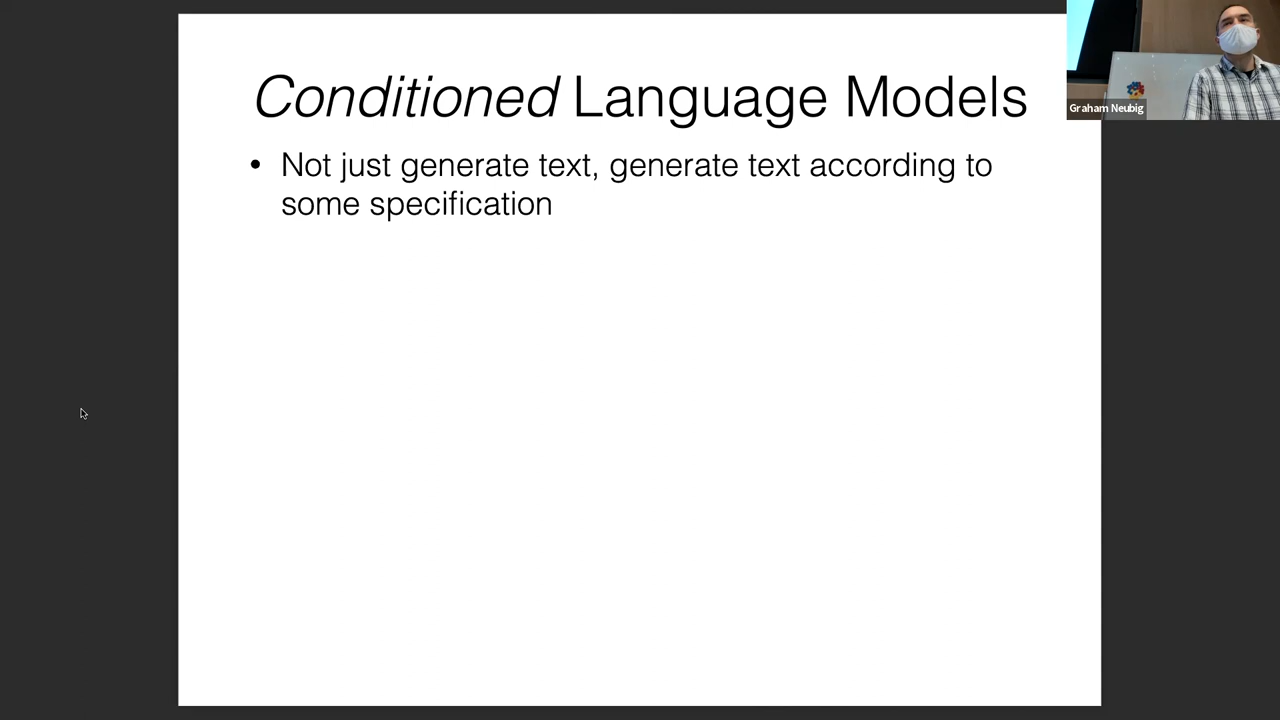 Conditioned Language Models
• Not just generate text, generate text according to
some specification
Graham Neubig